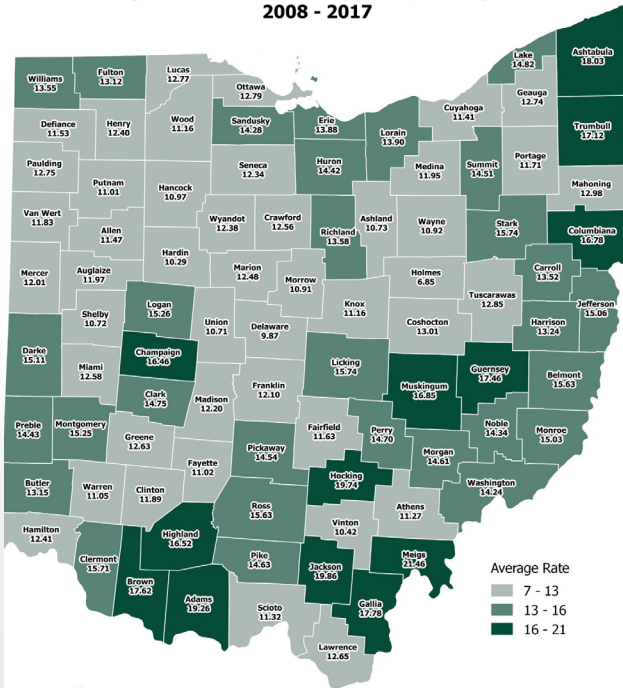 2008 - 2017
Lake
14.82
Ashtabula
18.03
Williams
13.55
Fulton
13.12
Lucas
12.77
Ottawa
12.79
Geauga
12.74
Cuyahoga
11.41
Defiance
11.53
Henry
12.40
Wood
11.16
Sandusky
14.28
Erie
13.88
Lorain
13.90
Trumbull
17.12
Huron
14.42
Medina
11.95
Summit
14.51
Portage
11.71
Paulding
12.75
Seneca
12.34
Mahoning
12.98
Putnam
11.01
Hancock
10.97
Van Wert
11.83
Wyandot
12.38
Crawford
12.56
Richland
13.58
Ashland
10.73
Wayne
10.92
Stark
15.74
Columbiana
16.78
Allen
11.47
Hardin
10.29
Mercer
12.01
Auglaize
11.97
Marion
12.48
Morrow
10.91
Holmes
6.85
Carroll
13.52
Tuscarawas
12.85
Jefferson
15.06
Logan
15.26
Shelby
10.72
Union
10.71
Delaware
9.87
Knox
11.16
Coshocton
13.01
Harrison
13.24
Darke
15.11
Champaign
16.46
Miami
12.58
Licking
15.74
Guernsey
17.46
Belmont
15.63
Clark
14.75
Madison
12.20
Franklin
12.10
Muskingum
16.85
Preble
14.43
Montgomery
15.25
Greene
12.63
Fairfield
11.63
Perry
14.70
Noble
14.34
Monroe
15.03
Pickaway
14.54
Morgan
14.61
Fayette
11.02
Hocking
19.74
Washington
14.24
Butler
13.15
Warren
11.05
Clinton
11.89
Ross
15.63
Athens
11.27
Hamilton
12.41
Highland
16.52
Vinton
10.42
Clermont
15.71
Pike
14.63
Jackson
19.86
Meigs
21.46
Brown
17.62
Adams
19.26
Gallia
17.78
Scioto
11.32
Lawrence
12.65
Average Rate
7 - 13
13 - 16
16 - 21